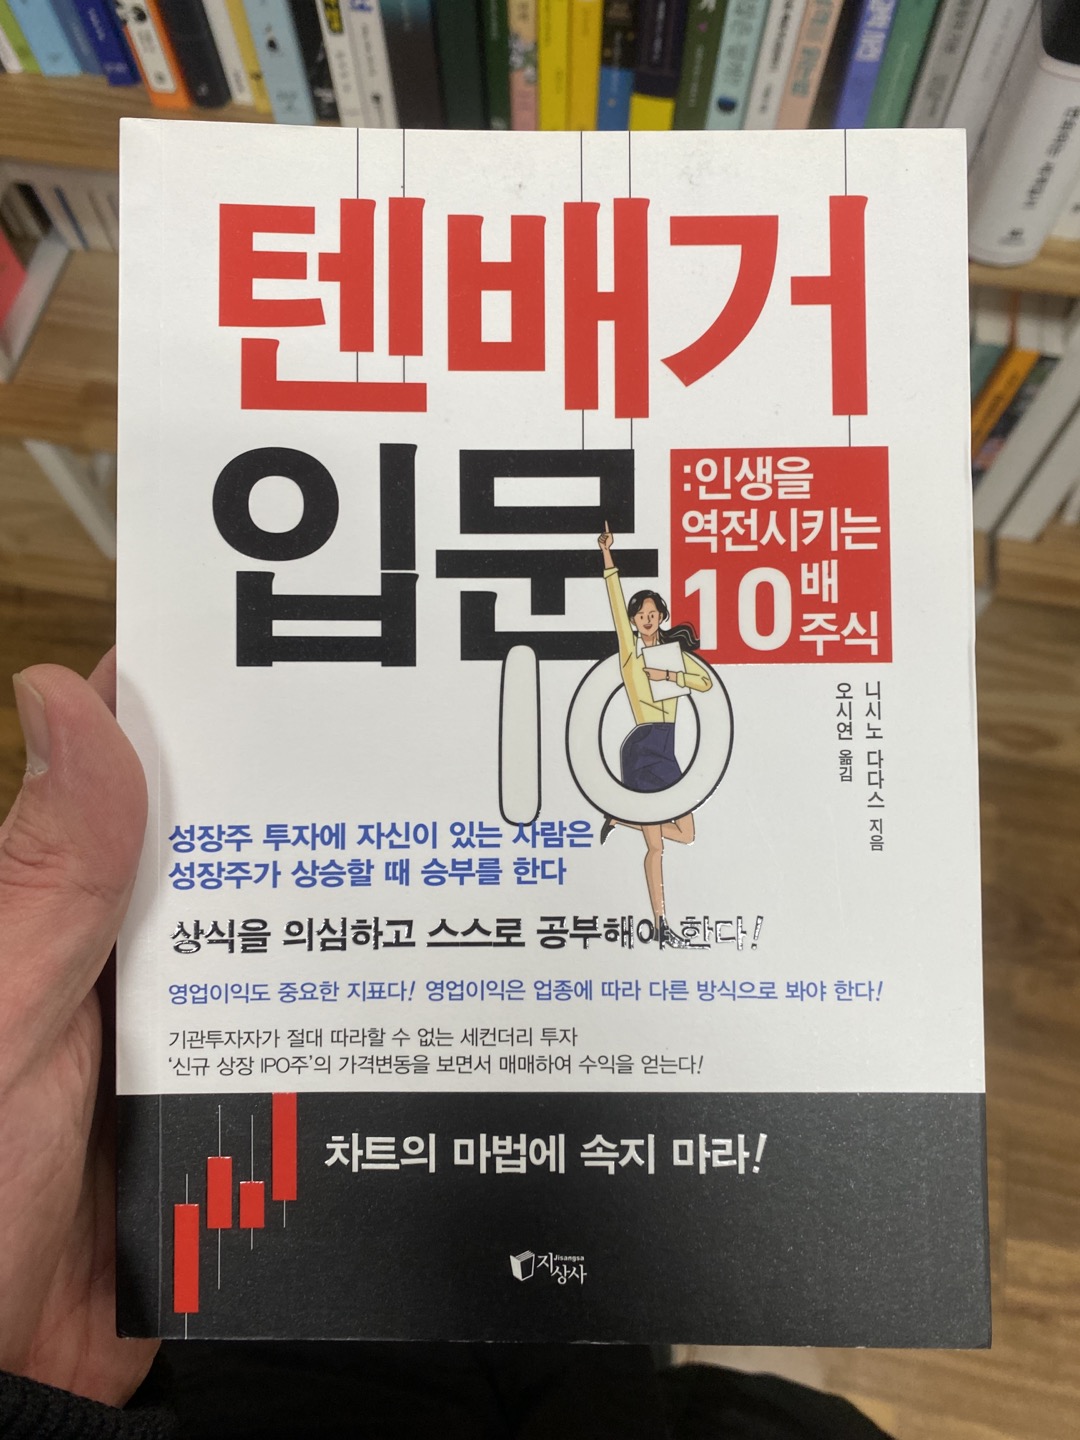 텐배거
입문
:인생을
역전시키는
10배
주식
니시노 다다스 지음
오시연 옮김
10
성장주 투자에 자신이 있는 사람은
성장주가 상승할 때 승부를 한다
상식을 의심하고 스스로 공부해야 한다!
영업이익도 중요한 지표다! 영업이익은 업종에 따라 다른 방식으로 봐야 한다!
기관투자자가 절대 따라할 수 없는 세컨더리 투자
‘신규 상장 IPO주’의 가격변동을 보면서 매매하여 수익을 얻는다!
차트의 마법에 속지 마라!
Jisangsa
지상사